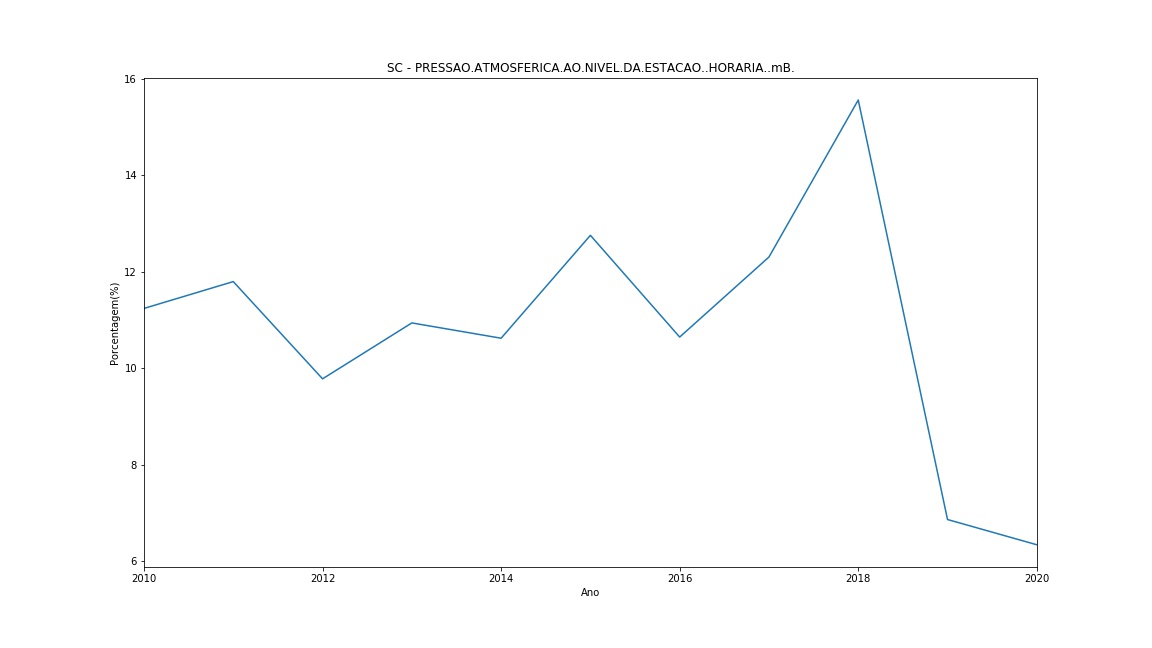 SC - PRESSAO.ATMOSFERICA.AO.NIVEL.DA.ESTACAO..HORARIA..mB.
16
14
12
10
8
6
Porcentagem(%)
2010 2012 2014 2016 2018 2020
Ano